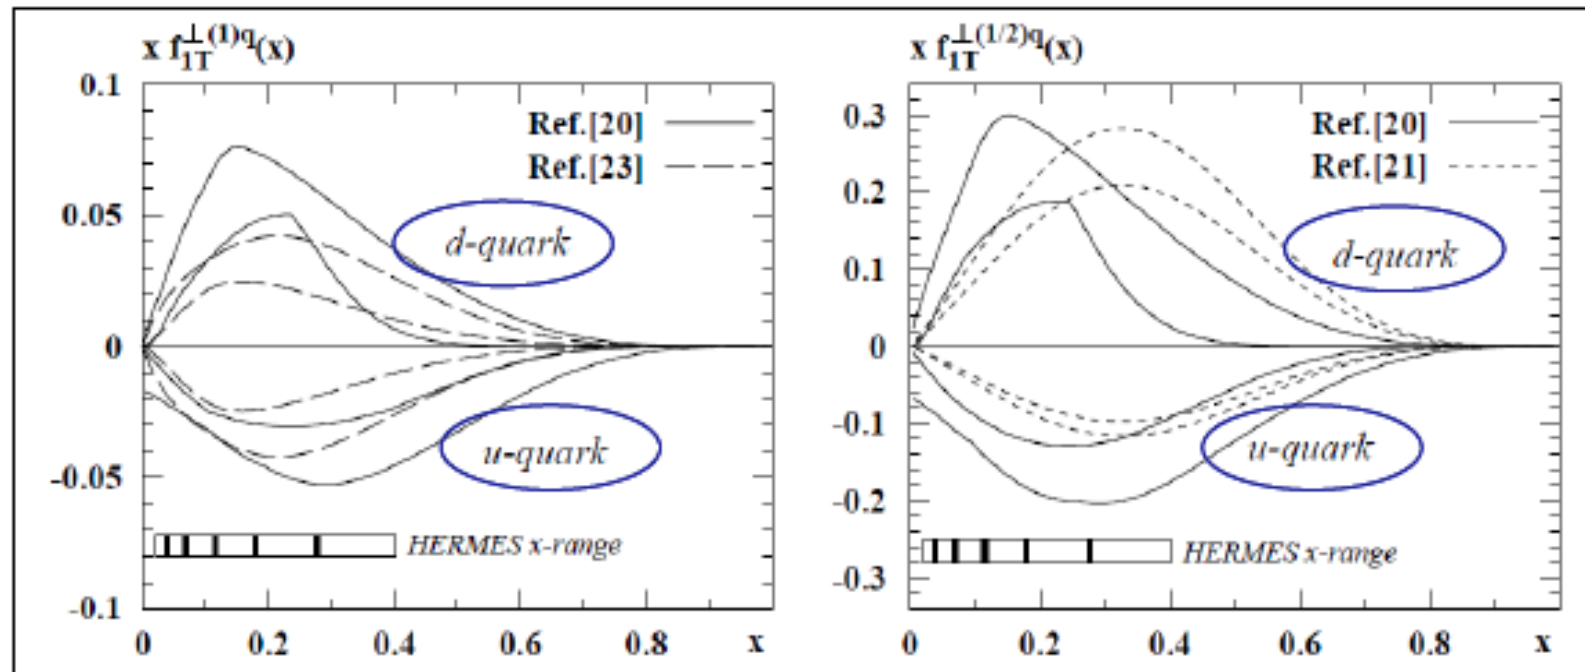 x f⊥(1)q 1T (x)
0.1
0.05
0
-0.05
-0.1
Ref.[20]
Ref.[23]
d-quark
u-quark
HERMES x-range
0 0.2 0.4 0.6 0.8 x
x f⊥(1/2)q 1T (x)
0.3
0.2
0.1
0
-0.1
-0.2
-0.3
Ref.[20]
Ref.[21]
d-quark
u-quark
HERMES x-range
0 0.2 0.4 0.6 0.8 x